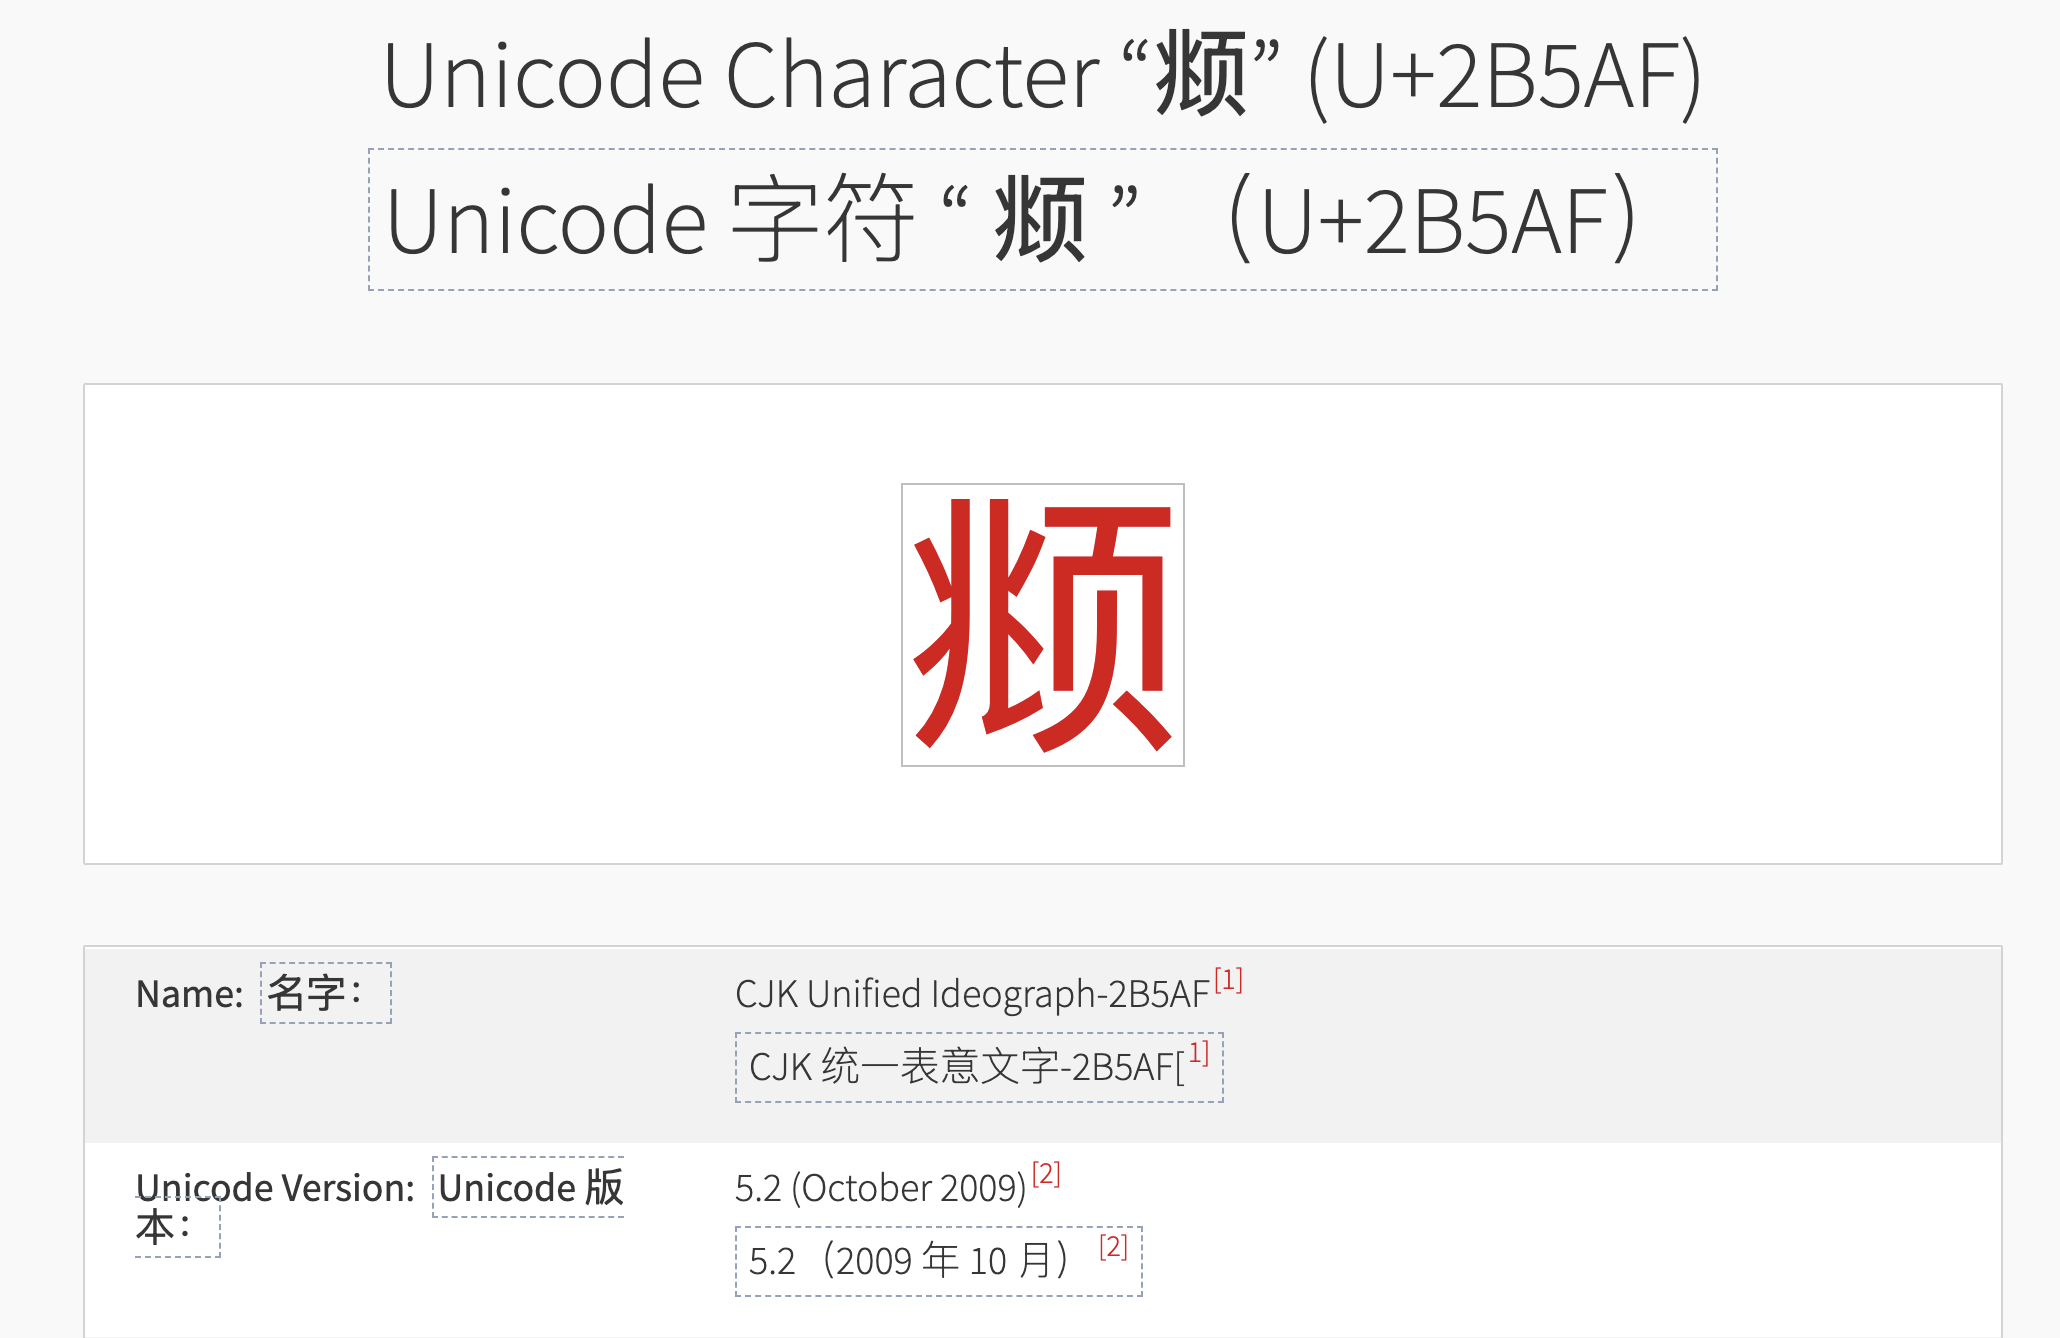 Unicode Character “𫖯” (U+2B5AF)
Unicode 字符 “ 𫖯 ” （U+2B5AF）
𫖯
Name: 名字：
CJK Unified Ideograph-2B5AF[1]
CJK 统一表意文字-2B5AF[1]
Unicode Version: Unicode 版
本：
5.2 (October 2009)[2]
5.2（2009 年 10 月）[2]